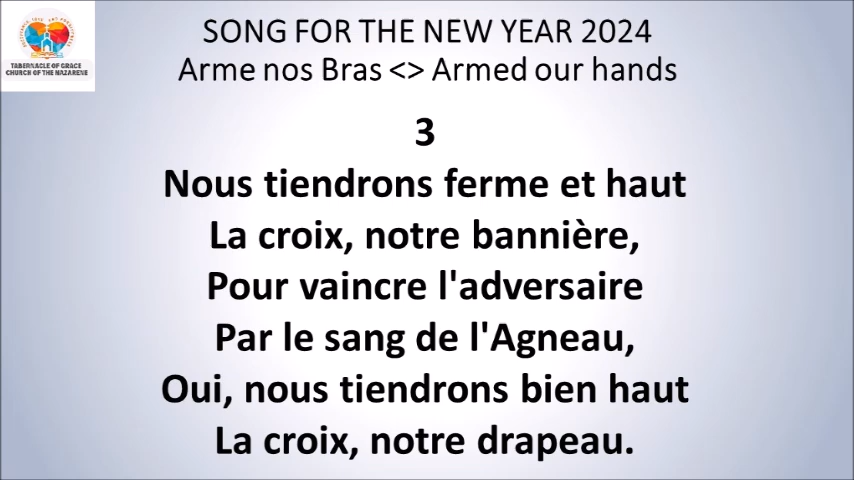 SONG FOR THE NEW YEAR 2024
Arme nos Bras <> Armed our hands
TABERNACLE OF GRACE
CHURCH OF THE NAZARENE
3
Nous tiendrons ferme et haut
La croix, notre bannière,
Pour vaincre l'adversaire
Par le sang de l'Agneau,
Oui, nous tiendrons bien haut
La croix, notre drapeau.